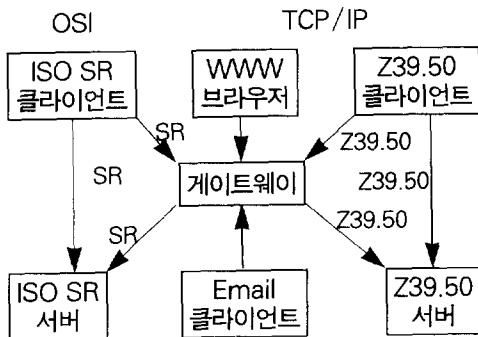 OSI
TCP/IP
ISO SR
클라이언트
WWW
브라우저
Z39.50
클라이언트
SR
Z39.50
SR
게이트웨이
Z39.50
SR
Z39.50
ISO SR
서버
Email
클라이언트
Z39.50
서버